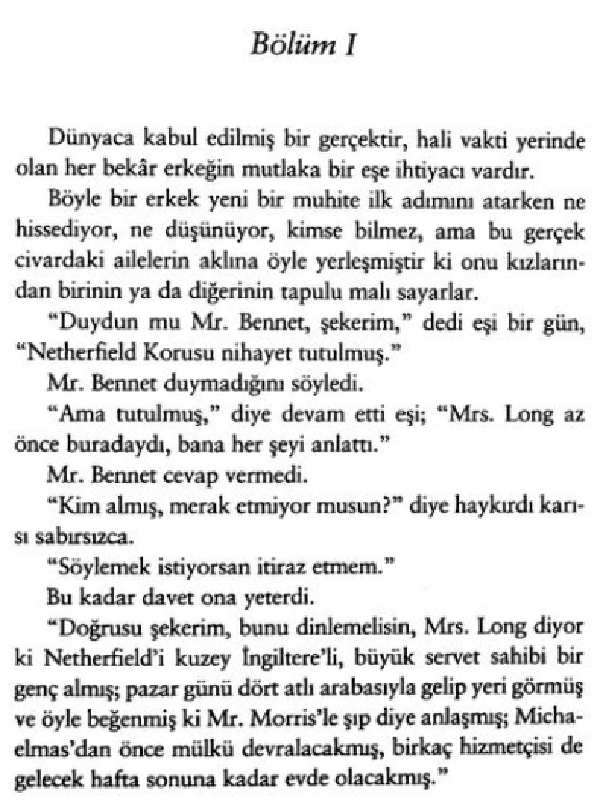 Bölüm I
Dünyaca kabul edilmiş bir gerçektir, hali vakti yerinde
olan her bekâr erkeğin mutlaka bir eşe ihtiyacı vardır.
Böyle bir erkek yeni bir muhite ilk adımını atarken ne
hissediyor, ne düşünüyor, kimse bilmez, ama bu gerçek
civardaki ailelerin aklına öyle yerleşmiştir ki onu kızların-
dan birinin ya da diğerinin tapulu malı sayarlar.
“Duydun mu Mr. Bennet, şekerim,” dedi eşi bir gün,
“Netherfield Korusu nihayet tutulmuş.”
Mr. Bennet duymadığını söyledi.
“Ama tutulmuş,” diye devam etti eşi; “Mrs. Long az
önce buradaydı, bana her şeyi anlattı.”
Mr. Bennet cevap vermedi.
“Kim almış, merak etmiyor musun?” diye haykırdı karı-
sı sabırsızca.
“Söylemek istiyorsan itiraz etmem.”
Bu kadar davet ona yeterdi.
“Doğrusu şekerim, bunu dinlemelisin, Mrs. Long diyor
ki Netherfield’i kuzey İngiltere’li, büyük servet sahibi bir
genç almış; pazar günü dört atlı arabasıyla gelip yeri görmüş
ve öyle beğenmiş ki Mr. Morris’le şıp diye anlaşmış; Micha-
elmas’dan önce mülkü devralacakmış, birkaç hizmetçisi de
gelecek hafta sonuna kadar evde olacakmış.”